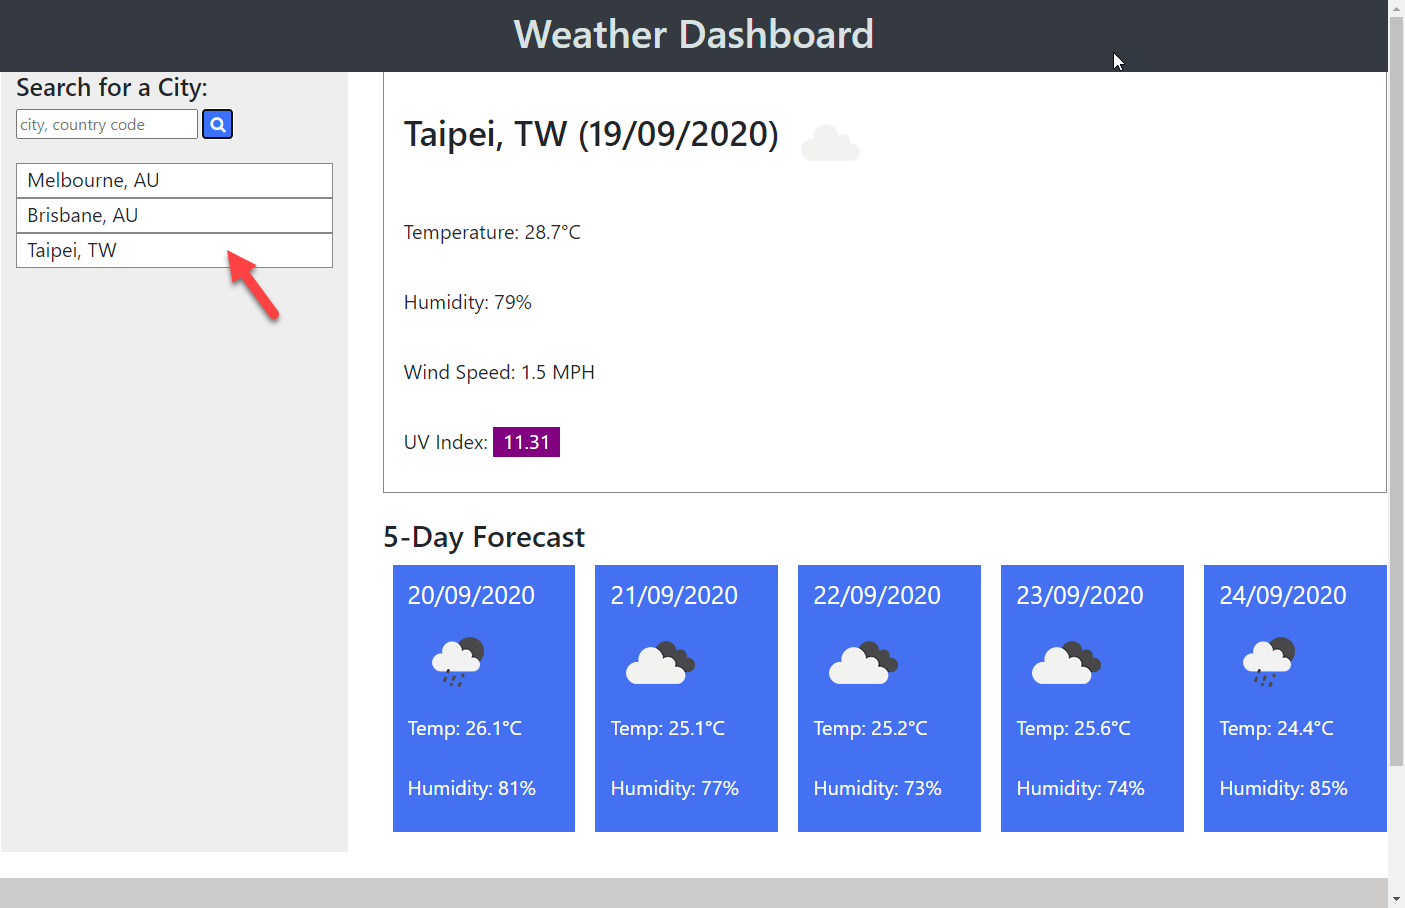 Weather Dashboard
Search for a City:
city, country code
Melbourne, AU
Brisbane, AU
Taipei, TW
Taipei, TW (19/09/2020)
Temperature: 28.7°C
Humidity: 79%
Wind Speed: 1.5 MPH
UV Index: 11.31
5-Day Forecast
20/09/2020
Temp: 26.1°C
Humidity: 81%
21/09/2020
Temp: 25.1°C
Humidity: 77%
22/09/2020
Temp: 25.2°C
Humidity: 73%
23/09/2020
Temp: 25.6°C
Humidity: 74%
24/09/2020
Temp: 24.4°C
Humidity: 85%